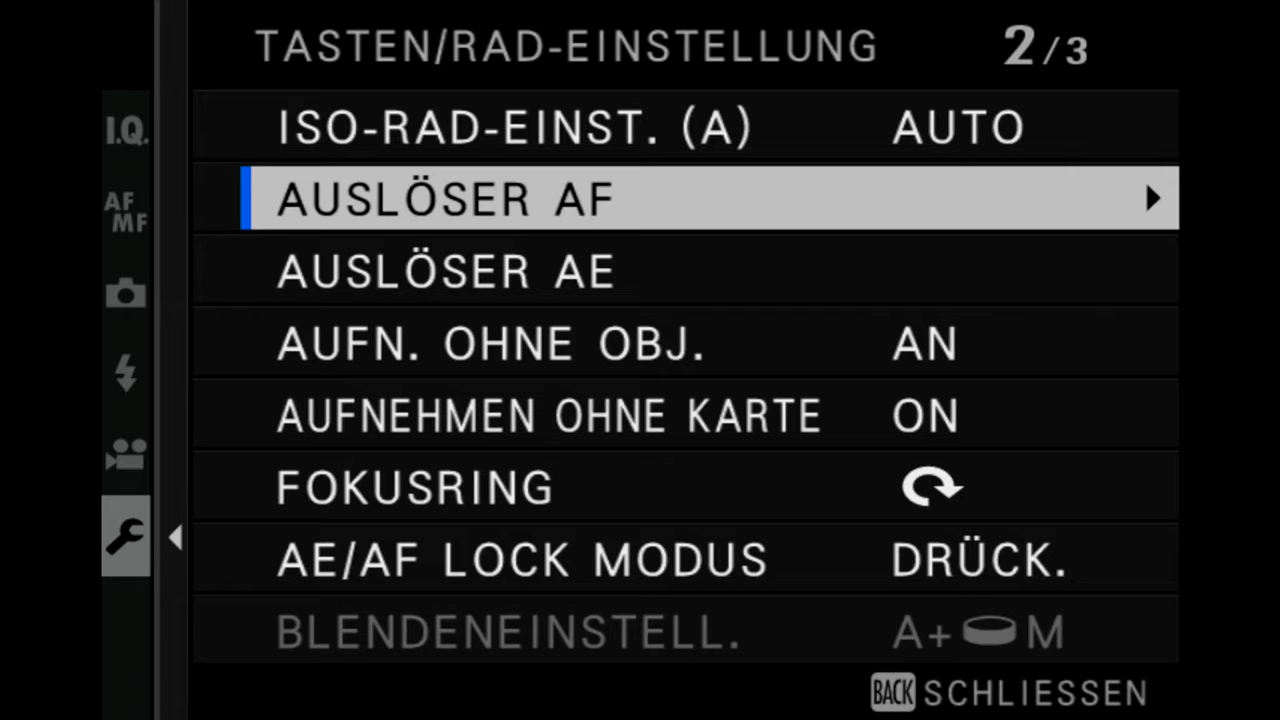 TASTEN/RAD-EINSTELLUNG 2/3
I.Q.
ISO-RAD-EINST. (A) AUTO
AF
MF
AUSLÖSER AF
AUSLÖSER AE
AUFN. OHNE OBJ. AN
AUFNEHMEN OHNE KARTE ON
FOKUSRING
AE/AF LOCK MODUS DRÜCK.
BLENDENEINSTELL. A+ M
BACK SCHLIESSEN